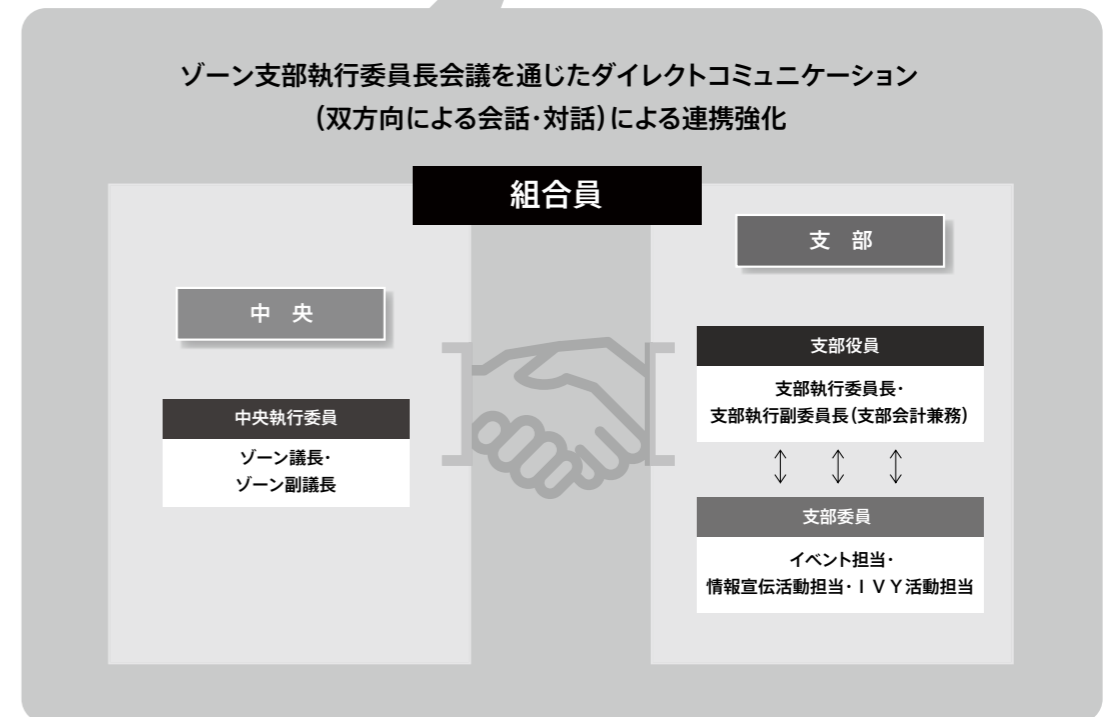 ゾーン支部執行委員長会議を通じたダイレクトコミュニケーション
(双方向による会話・対話)による連携強化
組合員
中 央
中央執行委員
ゾーン議長・
ゾーン副議長
支 部
支部役員
支部執行委員長・
支部執行副委員長(支部会計兼務)
支部委員
イベント担当・
情報宣伝活動担当・ＩＶＹ活動担当